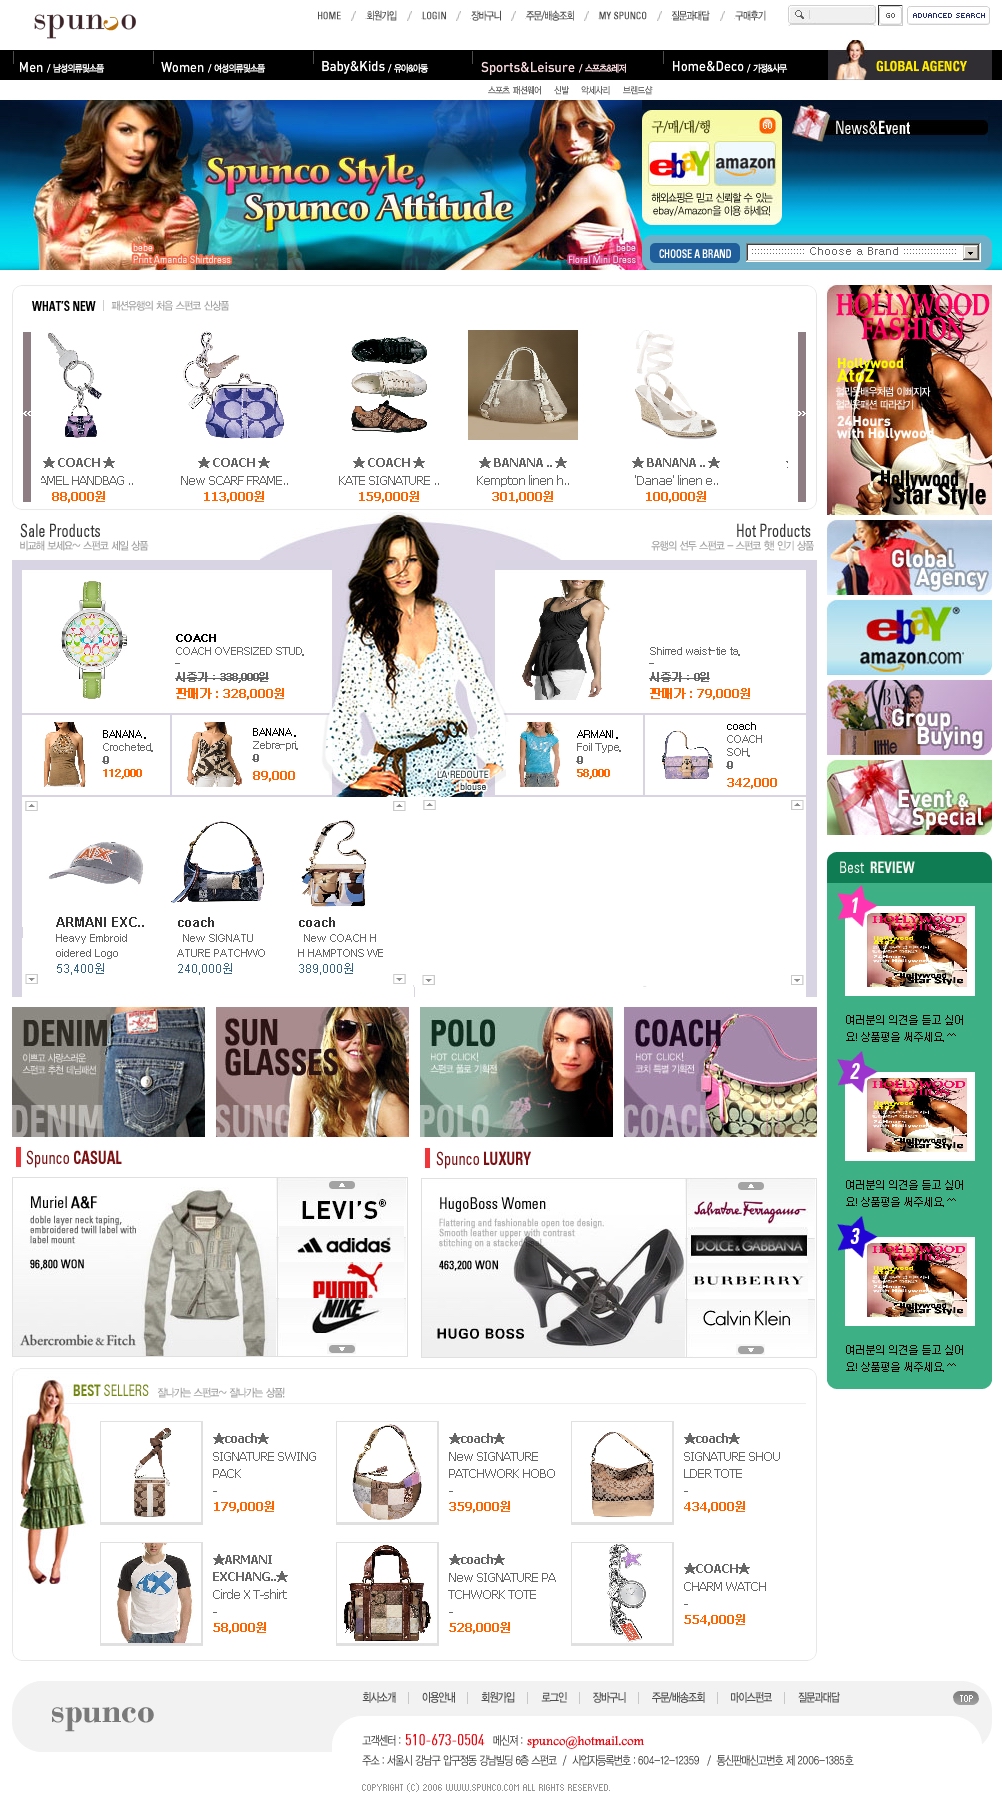 spunco
HOME / 회원가입 / LOGIN / 장바구니 / 주문/배송조회 / MY SPUNCO / 질문과대답 / 구매후기
GO
ADVANCED SEARCH
Men / 남성의류및소품
Women / 여성의류및소품
Baby&Kids / 유아&아동
Sports&Leisure / 스포츠&레저
Home&Deco / 가정&사무
GLOBAL AGENCY
스포츠 패션웨어 신발 악세사리 브랜드샵
Spunco Style,
Spunco Attitude
bebe
Print Amanda Shirtdress
bebe
Floral Mini Dress
구/매/대/행 GO
ebaY amazon
해외쇼핑은 믿고 신뢰할 수 있는
ebay/Amazon을 이용 하세요!
News&Event
CHOOSE A BRAND
Choose a Brand
WHAT'S NEW | 패션유행의 처음 스펀코 신상품
★COACH★
AMEL HANDBAG ..
88,000원
★COACH★
New SCARF FRAME..
113,000원
★COACH★
KATE SIGNATURE ..
159,000원
★BANANA ..★
Kempton linen h..
301,000원
★BANANA ..★
'Danae' linen e..
100,000원
HOLLYWOOD
FASHION
Hollywood
AtoZ
헐리웃배우처럼 이뻐지자
헐리웃패션 따라잡기
24Hours
with Hollywood
Hollywood
Star Style
Sale Products
비교해 보세요~ 스펀코 세일 상품
Hot Products
유행의 선두 스펀코 - 스펀코 핫 인기 상품
COACH
COACH OVERSIZED STUD,
-
시중가 : 338,000원
판매가 : 328,000원
Shirred waist-tie ta,
-
시중가 : 0원
판매가 : 79,000원
BANANA,
Crocheted,
0
112,000
BANANA,
Zebra-pri,
0
89,000
LA REDOUTE
blouse
ARMANI,
Foil Type,
0
58,000
coach
COACH
SOH,
0
342,000
Global
Agency
ebaY®
amazon.com
Group
Buying
Event &
Special
ARMANI EXC..
Heavy Embroid
oidered Logo
53,400원
coach
New SIGNATU
ATURE PATCHWO
240,000원
coach
New COACH H
H HAMPTONS WE
389,000원
Best REVIEW
1
HOLLYWOOD
FASHION
Hollywood
Star Style
여러분의 의견을 듣고 싶어
요! 상품평을 써주세요.^^
2
HOLLYWOOD
FASHION
Hollywood
Star Style
여러분의 의견을 듣고 싶어
요! 상품평을 써주세요.^^
3
HOLLYWOOD
FASHION
Hollywood
Star Style
여러분의 의견을 듣고 싶어
요! 상품평을 써주세요.^^
DENIM
이쁘고 사랑스러운
스펀코 추천 데님패션
DENIM
SUN
GLASSES
SUNG
POLO
HOT CLICK!
스펀코 폴로 기획전
POLO
COACH
HOT CLICK!
코치 특별 기획전
COACH
Spunco CASUAL
Muriel A&F
doble layer neck taping,
embroidered twill label with
label mount
96,800 WON
Abercrombie & Fitch
LEVI'S®
adidas
PUMA
NIKE
Spunco LUXURY
HugoBoss Women
Flattering and fashionable open toe design.
Smooth leather upper with contrast
stitching on a stacked
463,200 WON
HUGO BOSS
Salvatore Ferragamo
DOLCE & GABBANA
BURBERRY
Calvin Klein
BEST SELLERS 잘나가는 스펀코~ 잘나가는 상품!
★coach★
SIGNATURE SWING
PACK
-
179,000원
★coach★
New SIGNATURE
PATCHWORK HOBO
-
359,000원
★coach★
SIGNATURE SHOU
LDER TOTE
-
434,000원
★ARMANI
EXCHANG..★
Circle X T-shirt
-
58,000원
★coach★
New SIGNATURE PA
TCHWORK TOTE
-
528,000원
★COACH★
CHARM WATCH
-
554,000원
spunco
회사소개 | 이용안내 | 회원가입 | 로그인 | 장바구니 | 주문/배송조회 | 마이스펀코 | 질문과대답
TOP
고객센터 : 510-673-0504 메신저 : spunco@hotmail.com
주소 : 서울시 강남구 압구정동 강남빌딩 6층 스펀코 / 사업자등록번호 : 604-12-12359 / 통신판매신고번호 제 2006-1385호
COPYRIGHT (C) 2006 WWW.SPUNCO.COM ALL RIGHTS RESERVED.